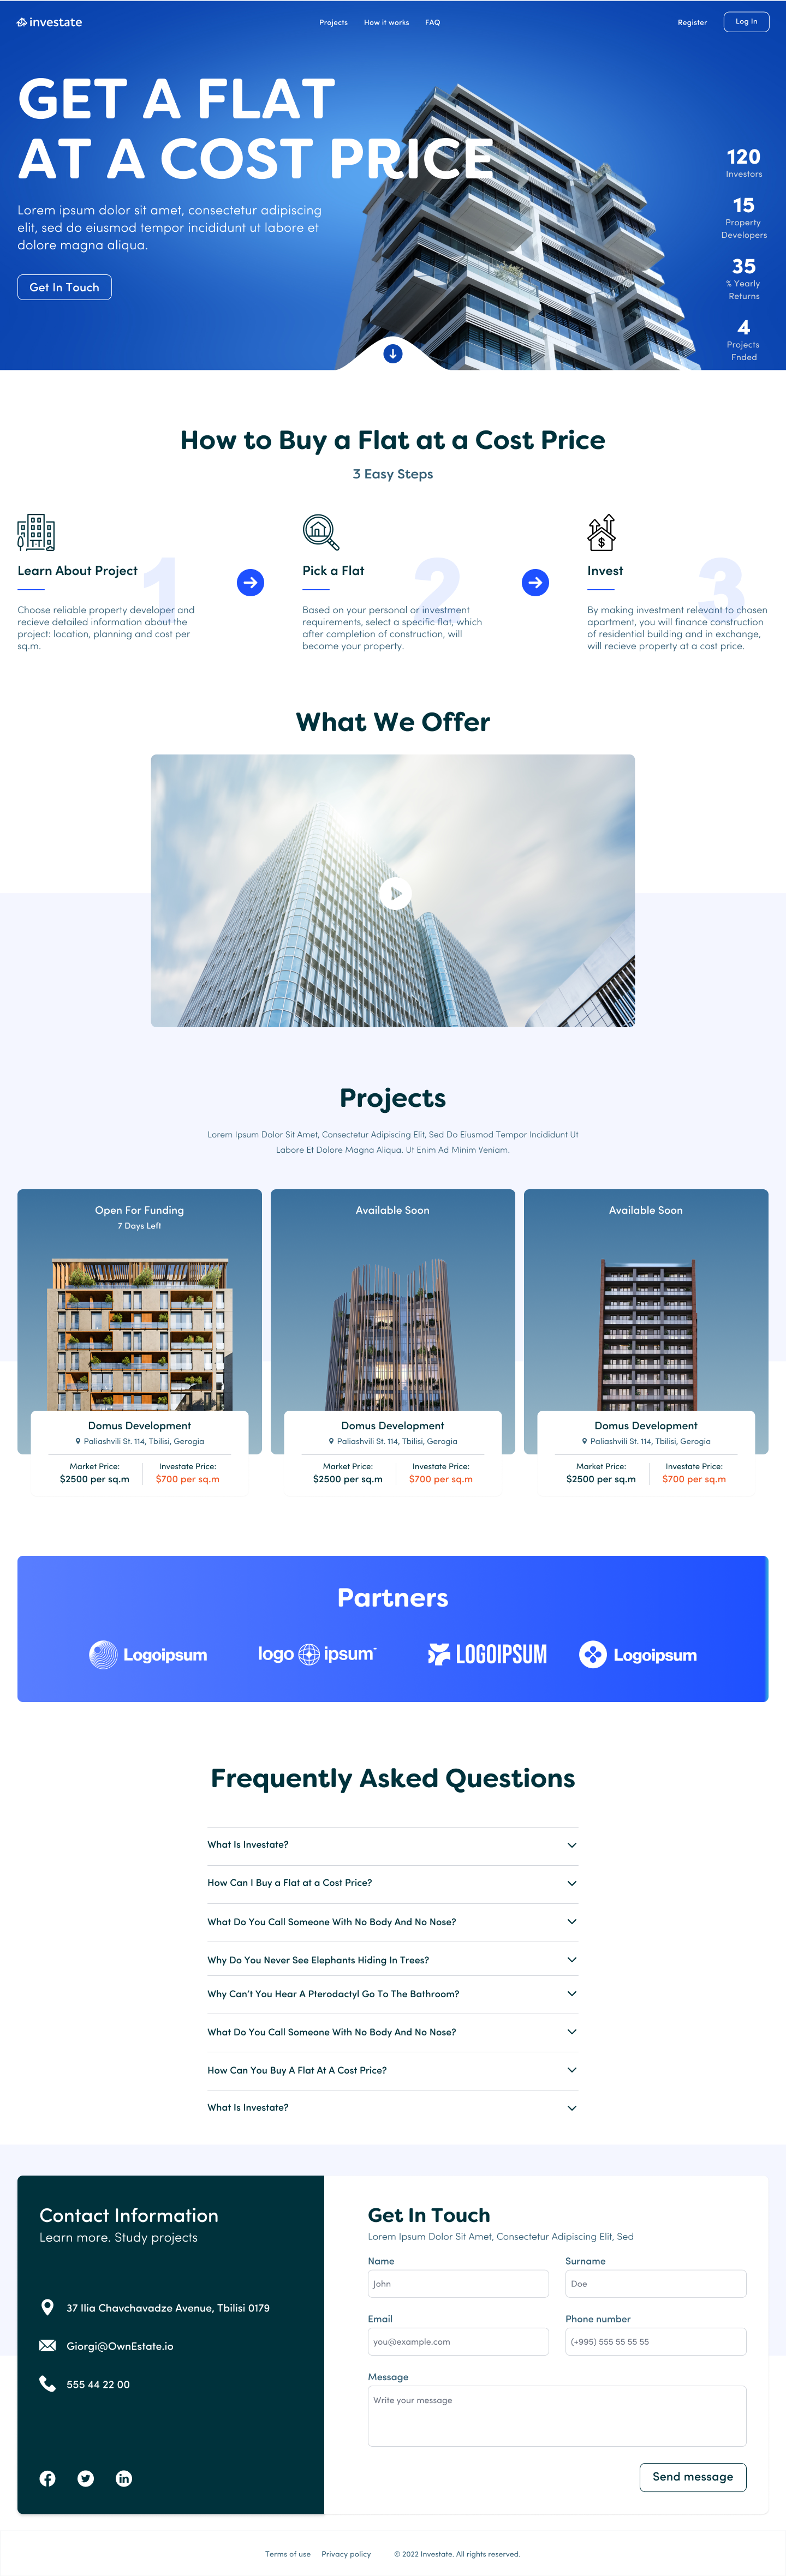 investate
Projects How it works FAQ
Register Log In
GET A FLAT
AT A COST PRICE
Lorem ipsum dolor sit amet, consectetur adipiscing
elit, sed do eiusmod tempor incididunt ut labore et
dolore magna aliqua.
Get In Touch
120
Investors
15
Property
Developers
35
% Yearly
Returns
4
Projects
Fnded
How to Buy a Flat at a Cost Price
3 Easy Steps
1
Learn About Project
Choose reliable property developer and
recieve detailed information about the
project: location, planning and cost per
sq.m.
2
Pick a Flat
Based on your personal or investment
requirements, select a specific flat, which
after completion of construction, will
become your property.
3
Invest
By making investment relevant to chosen
apartment, you will finance construction
of residential building and in exchange,
will recieve property at a cost price.
What We Offer
Projects
Lorem Ipsum Dolor Sit Amet, Consectetur Adipiscing Elit, Sed Do Eiusmod Tempor Incididunt Ut
Labore Et Dolore Magna Aliqua. Ut Enim Ad Minim Veniam.
Open For Funding
7 Days Left
Domus Development
Paliashvili St. 114, Tbilisi, Gerogia
Market Price: Investate Price:
$2500 per sq.m $700 per sq.m
Available Soon
Domus Development
Paliashvili St. 114, Tbilisi, Gerogia
Market Price: Investate Price:
$2500 per sq.m $700 per sq.m
Available Soon
Domus Development
Paliashvili St. 114, Tbilisi, Gerogia
Market Price: Investate Price:
$2500 per sq.m $700 per sq.m
Partners
Logoipsum logo ipsum LOGOIPSUM Logoipsum
Frequently Asked Questions
What Is Investate?
How Can I Buy a Flat at a Cost Price?
What Do You Call Someone With No Body And No Nose?
Why Do You Never See Elephants Hiding In Trees?
Why Can't You Hear A Pterodactyl Go To The Bathroom?
What Do You Call Someone With No Body And No Nose?
How Can You Buy A Flat At A Cost Price?
What Is Investate?
Contact Information
Learn more. Study projects
37 Ilia Chavchavadze Avenue, Tbilisi 0179
Giorgi@OwnEstate.io
555 44 22 00
Get In Touch
Lorem Ipsum Dolor Sit Amet, Consectetur Adipiscing Elit, Sed
Name Surname
John Doe
Email Phone number
you@example.com (+995) 555 55 55 55
Message
Write your message
Send message
Terms of use Privacy policy © 2022 Investate. All rights reserved.